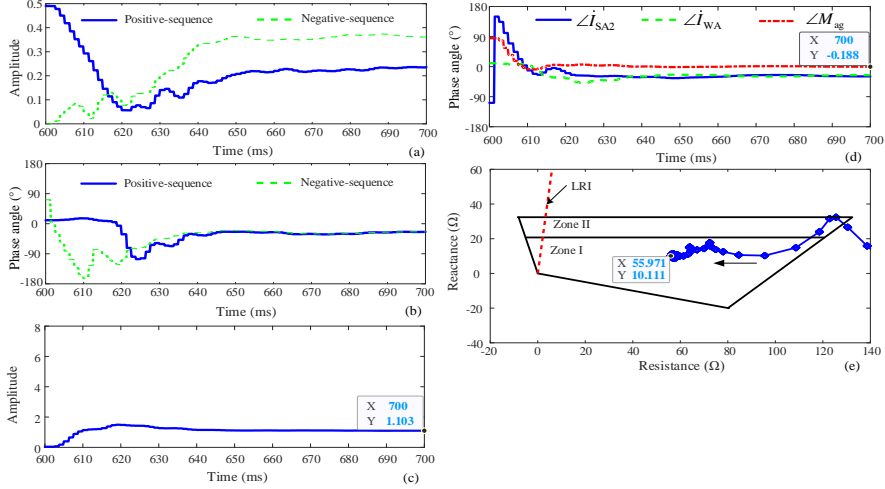 0.5
0.4
0.3
0.2
0.1
0
Amplitude
Positive-sequence
Negative-sequence
600 610 620 630 640 650 660 670 680 690 700
Time (ms)
(a)
180
90
0
-90
-180
Phase angle (°)
Positive-sequence
Negative-sequence
600 610 620 630 640 650 660 670 680 690 700
Time (ms)
(b)
8
6
4
2
0
Amplitude
X 700
Y 1.103
600 610 620 630 640 650 660 670 680 690 700
Time (ms)
(c)
180
90
0
-90
-180
Phase angle (°)
∠İ_SA2
∠İ_WA
∠M_ag
X 700
Y -0.188
600 610 620 630 640 650 660 670 680 690 700
Time (ms)
(d)
60
40
20
0
-20
-40
Reactance (Ω)
LRI
Zone II
Zone I
X 55.971
Y 10.111
-20 0 20 40 60 80 100 120 140
Resistance (Ω)
(e)